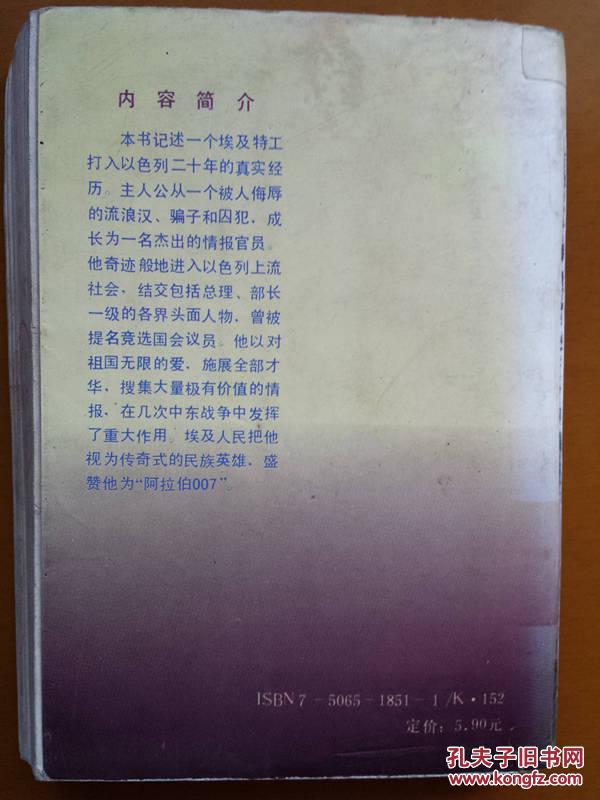 内容简介
本书记述一个埃及特工
打入以色列二十年的真实经
历。主人公从一个被人侮辱
的流浪汉、骗子和囚犯，成
长为一名杰出的情报官员。
他奇迹般地进入以色列上流
社会，结交包括总理、部长
一级的各界头面人物，曾被
提名竞选国会议员。他以对
祖国无限的爱，施展全部才
华，搜集大量极有价值的情
报，在几次中东战争中发挥
了重大作用。埃及人民把他
视为传奇式的民族英雄，盛
赞他为“阿拉伯007”。
ISBN 7-5065-1851-1/K·152
定价：5.90元
孔夫子旧书网
www.kongfz.com